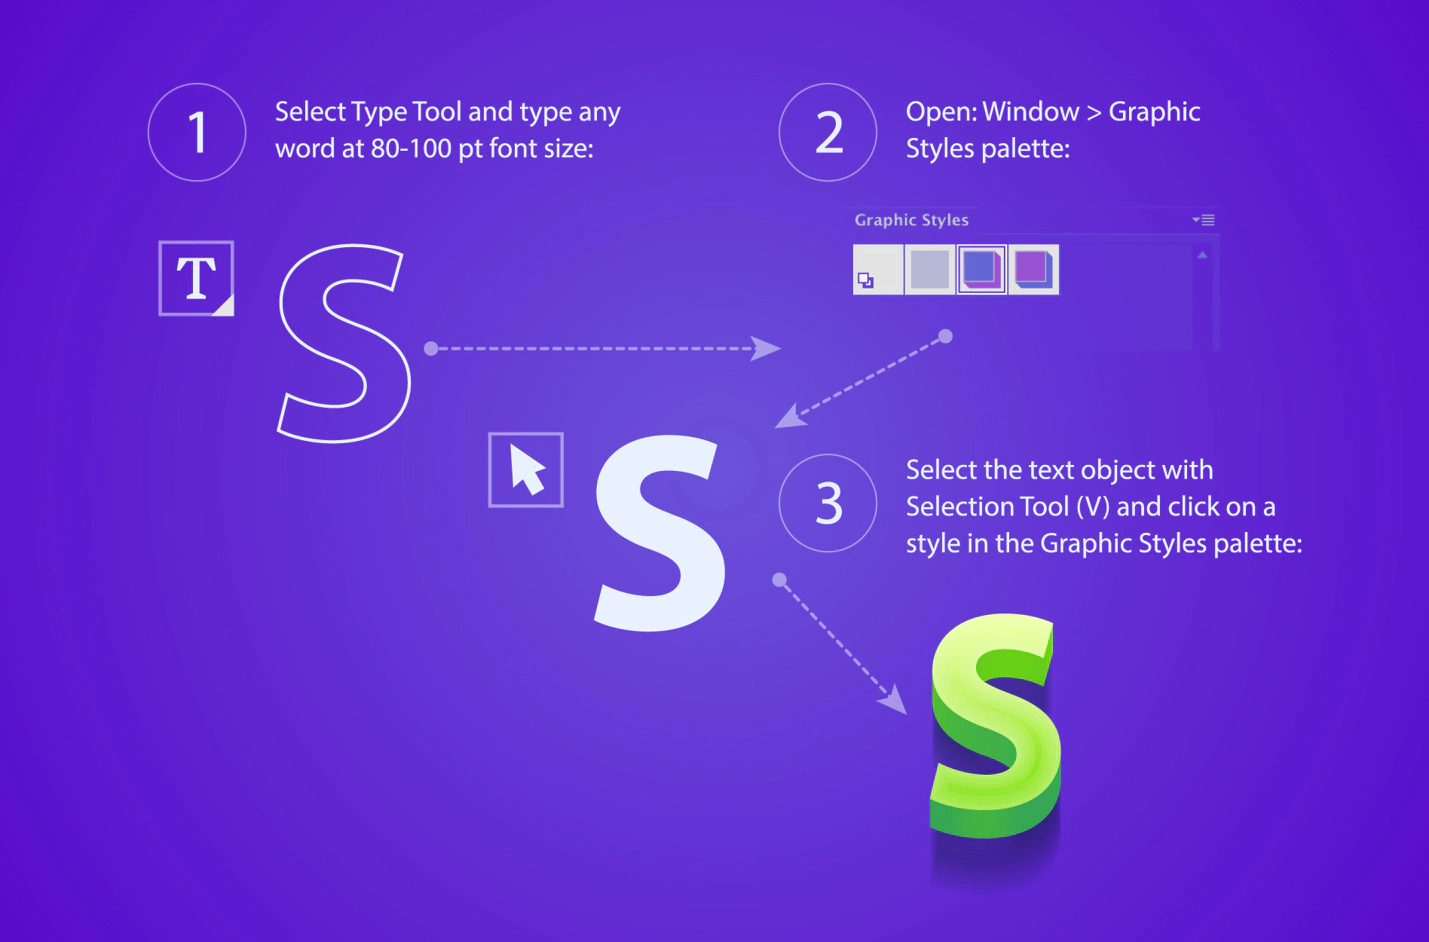 1
Select Type Tool and type any
word at 80-100 pt font size:
T
S
2
Open: Window > Graphic
Styles palette:
Graphic Styles
S
3
Select the text object with
Selection Tool (V) and click on a
style in the Graphic Styles palette:
S